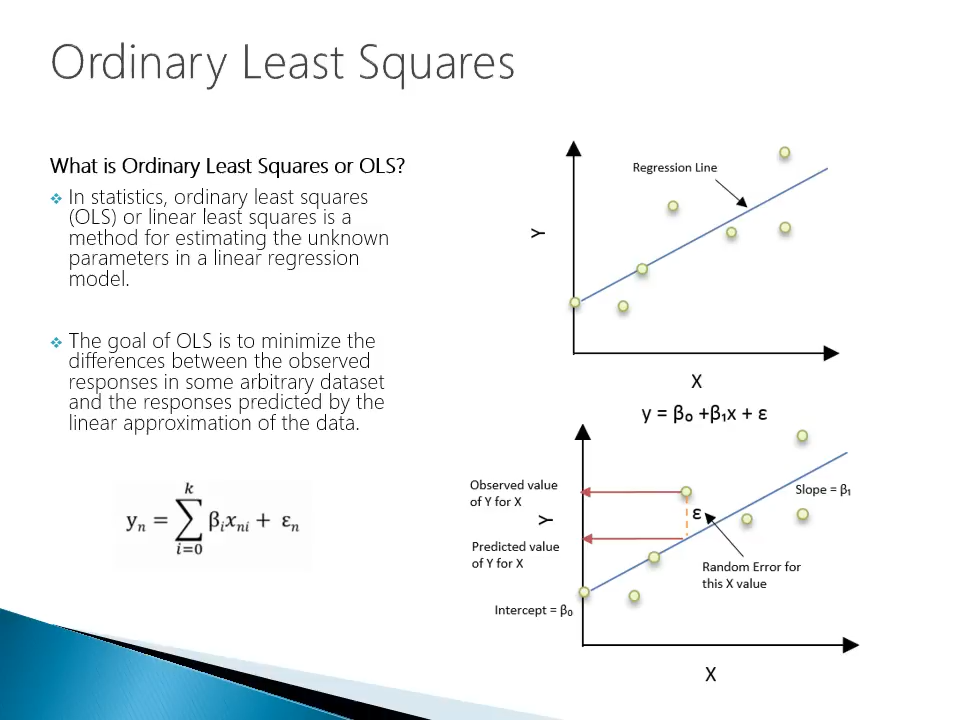 Ordinary Least Squares
What is Ordinary Least Squares or OLS?
❖ In statistics, ordinary least squares
(OLS) or linear least squares is a
method for estimating the unknown
parameters in a linear regression
model.
❖ The goal of OLS is to minimize the
differences between the observed
responses in some arbitrary dataset
and the responses predicted by the
linear approximation of the data.
yₙ = ∑ᵏᵢ₌₀ βᵢxₙᵢ + εₙ
Regression Line
Y
X
y = β₀ +β₁x + ε
Observed value
of Y for X
Y
Predicted value
of Y for X
Intercept = β₀
ε
Slope = β₁
Random Error for
this X value
X